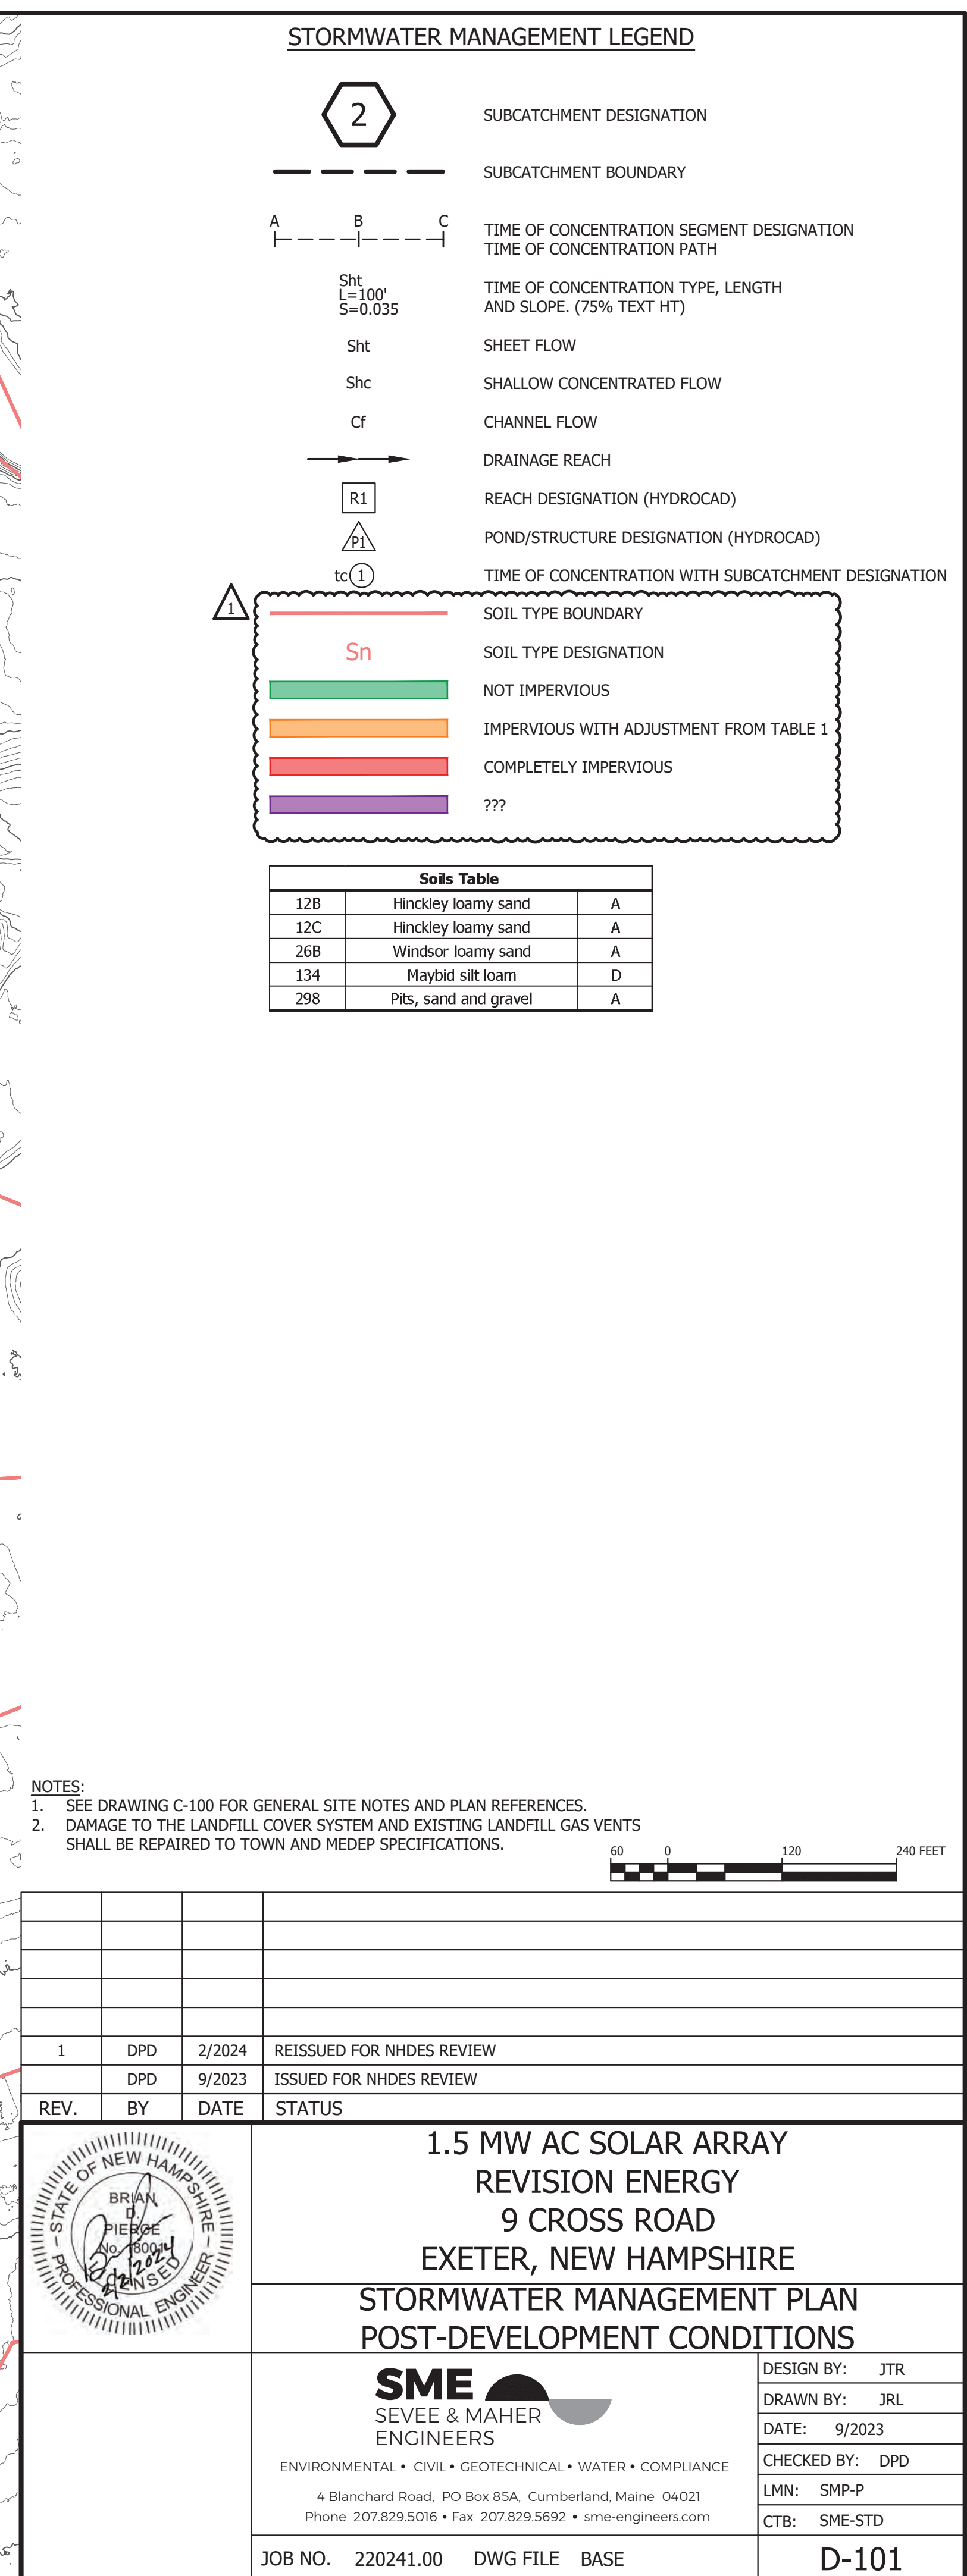 STORMWATER MANAGEMENT LEGEND
2
SUBCATCHMENT DESIGNATION
SUBCATCHMENT BOUNDARY
A B C
TIME OF CONCENTRATION SEGMENT DESIGNATION
TIME OF CONCENTRATION PATH
Sht
L=100'
S=0.035
TIME OF CONCENTRATION TYPE, LENGTH
AND SLOPE. (75% TEXT HT)
Sht SHEET FLOW
Shc SHALLOW CONCENTRATED FLOW
Cf CHANNEL FLOW
DRAINAGE REACH
R1 REACH DESIGNATION (HYDROCAD)
P1 POND/STRUCTURE DESIGNATION (HYDROCAD)
tc 1 TIME OF CONCENTRATION WITH SUBCATCHMENT DESIGNATION
1
SOIL TYPE BOUNDARY
Sn SOIL TYPE DESIGNATION
NOT IMPERVIOUS
IMPERVIOUS WITH ADJUSTMENT FROM TABLE 1
COMPLETELY IMPERVIOUS
???
Soils Table
12B Hinckley loamy sand A
12C Hinckley loamy sand A
26B Windsor loamy sand A
134 Maybid silt loam D
298 Pits, sand and gravel A
NOTES:
1. SEE DRAWING C-100 FOR GENERAL SITE NOTES AND PLAN REFERENCES.
2. DAMAGE TO THE LANDFILL COVER SYSTEM AND EXISTING LANDFILL GAS VENTS
SHALL BE REPAIRED TO TOWN AND MEDEP SPECIFICATIONS.
60 0 120 240 FEET
1 DPD 2/2024 REISSUED FOR NHDES REVIEW
DPD 9/2023 ISSUED FOR NHDES REVIEW
REV. BY DATE STATUS
STATE OF NEW HAMPSHIRE
BRIAN
D.
PIERCE
No. 18001
2/2/2024
LICENSED
PROFESSIONAL ENGINEER
1.5 MW AC SOLAR ARRAY
REVISION ENERGY
9 CROSS ROAD
EXETER, NEW HAMPSHIRE
STORMWATER MANAGEMENT PLAN
POST-DEVELOPMENT CONDITIONS
SME
SEVEE & MAHER
ENGINEERS
ENVIRONMENTAL • CIVIL • GEOTECHNICAL • WATER • COMPLIANCE
4 Blanchard Road, PO Box 85A, Cumberland, Maine 04021
Phone 207.829.5016 • Fax 207.829.5692 • sme-engineers.com
DESIGN BY: JTR
DRAWN BY: JRL
DATE: 9/2023
CHECKED BY: DPD
LMN: SMP-P
CTB: SME-STD
JOB NO. 220241.00 DWG FILE BASE
D-101